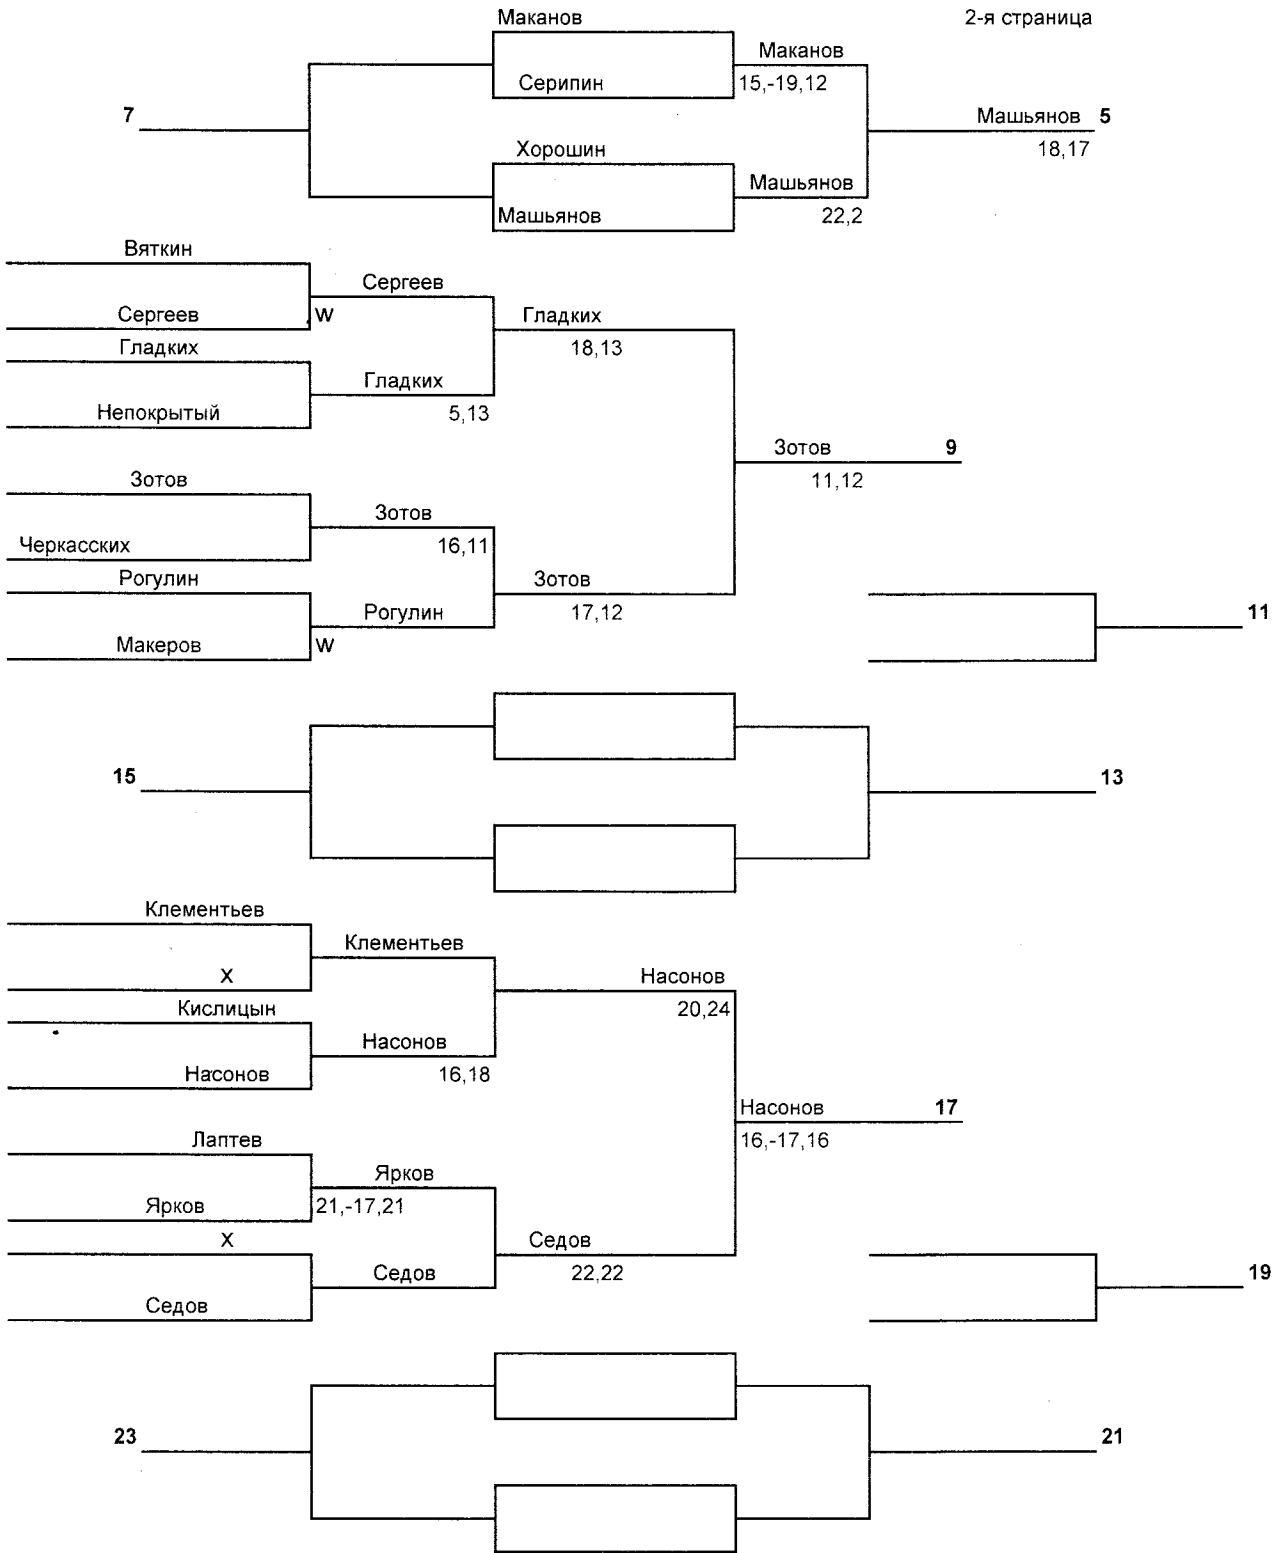 Маканов
2-я страница
Маканов
Серипин
15,-19,12
7
Машьянов 5
18,17
Хорошин
Машьянов
Машьянов
22,2
Вяткин
Сергеев
Сергеев
W
Гладких
18,13
Гладких
Гладких
5,13
Непокрытый
Зотов 9
11,12
Зотов
Зотов
16,11
Черкасских
Рогулин
Зотов
17,12
Рогулин
11
Макеров
W
15
13
Клементьев
Клементьев
X
Насонов
20,24
Кислицын
Насонов
16,18
Насонов
Насонов 17
16,-17,16
Лаптев
Ярков
21,-17,21
Ярков
X
Седов
22,22
Седов
19
Седов
23
21